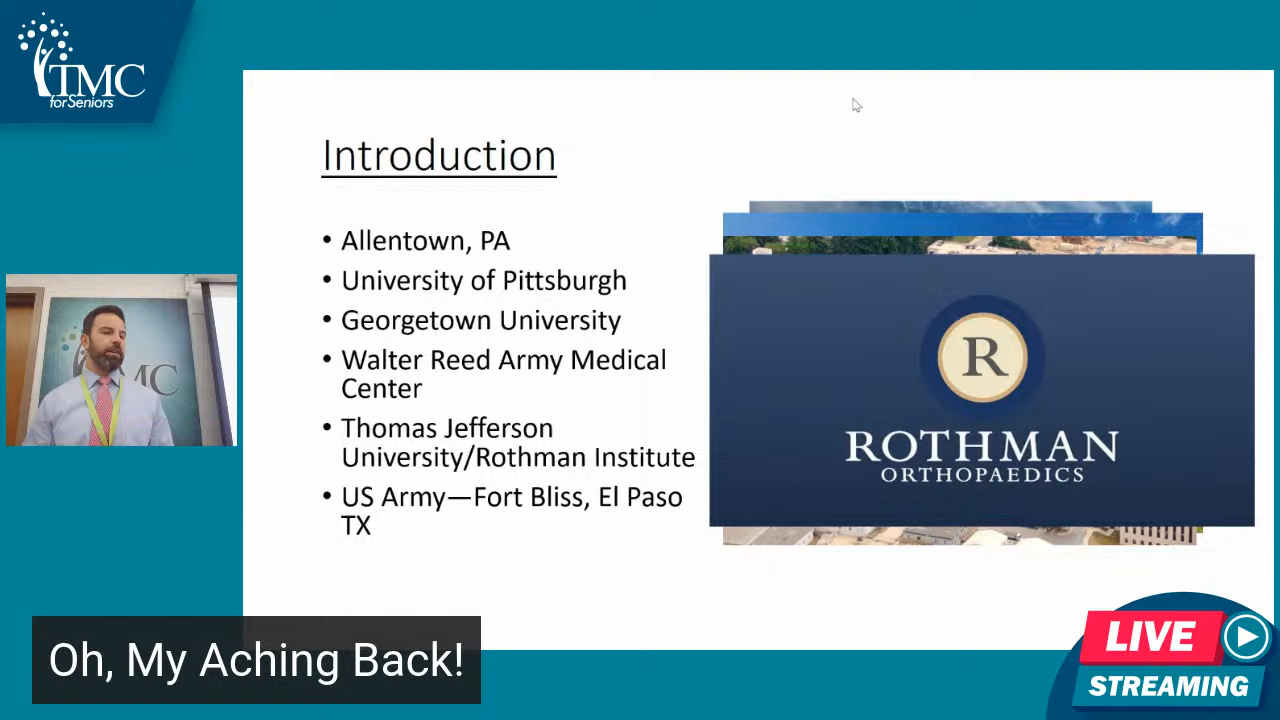 TMC
for Seniors
Introduction
• Allentown, PA
• University of Pittsburgh
• Georgetown University
• Walter Reed Army Medical
Center
• Thomas Jefferson
University/Rothman Institute
• US Army—Fort Bliss, El Paso
TX
R
ROTHMAN
ORTHOPAEDICS
MC
Oh, My Aching Back!
LIVE
STREAMING